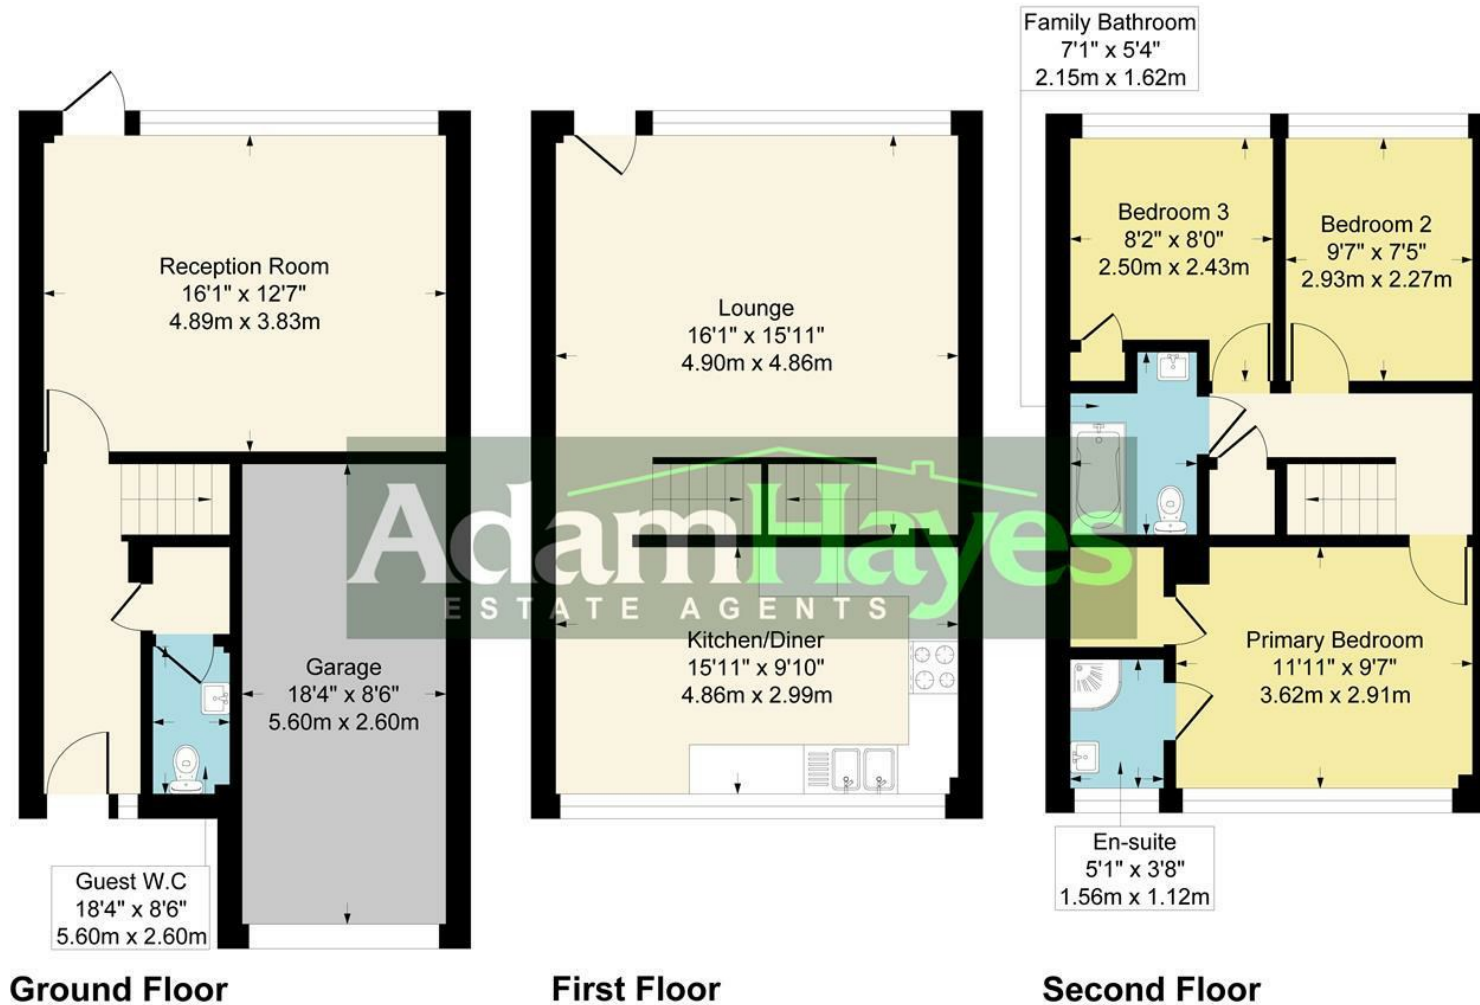 Family Bathroom
7'1" x 5'4"
2.15m x 1.62m
Reception Room
16'1" x 12'7"
4.89m x 3.83m
Garage
18'4" x 8'6"
5.60m x 2.60m
Guest W.C
18'4" x 8'6"
5.60m x 2.60m
Ground Floor
Lounge
16'1" x 15'11"
4.90m x 4.86m
AdamHayes
ESTATE AGENTS
Kitchen/Diner
15'11" x 9'10"
4.86m x 2.99m
First Floor
Bedroom 3
8'2" x 8'0"
2.50m x 2.43m
Bedroom 2
9'7" x 7'5"
2.93m x 2.27m
Primary Bedroom
11'11" x 9'7"
3.62m x 2.91m
En-suite
5'1" x 3'8"
1.56m x 1.12m
Second Floor